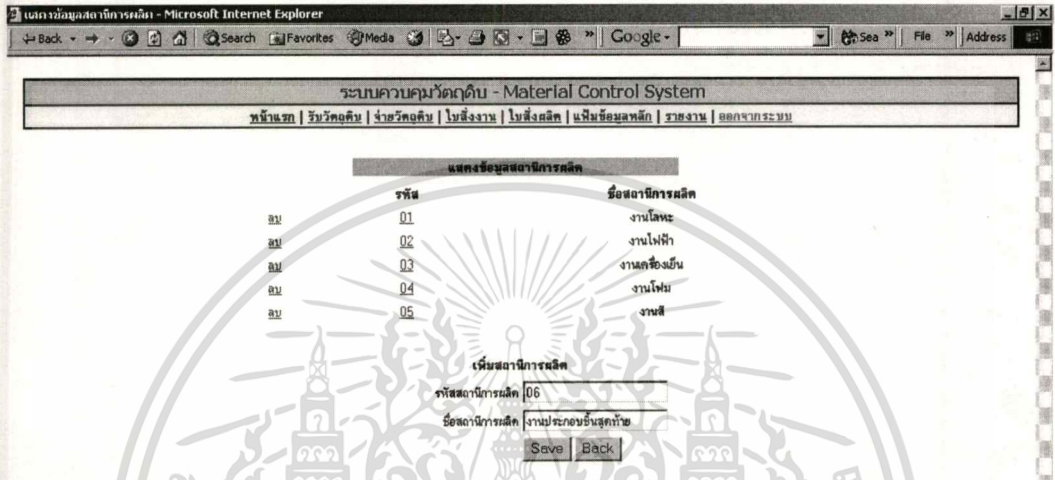 แสดงข้อมูลสถานีการผลิต - Microsoft Internet Explorer
Back Search Favorites Media Google - Sea File Address
ระบบควบคุมวัตถุดิบ - Material Control System
หน้าแรก | รับวัตถุดิบ | จ่ายวัตถุดิบ | ใบสั่งงาน | ใบสั่งผลิต | แฟ้มข้อมูลหลัก | รายงาน | ออกจากระบบ
แสดงข้อมูลสถานีการผลิต
รหัส ชื่อสถานีการผลิต
ลบ 01 งานโลหะ
ลบ 02 งานไฟฟ้า
ลบ 03 งานเครื่องเย็น
ลบ 04 งานโฟม
ลบ 05 งานสี
เพิ่มสถานีการผลิต
รหัสสถานีการผลิต 06
ชื่อสถานีการผลิต งานประกอบขั้นสุดท้าย
Save Back